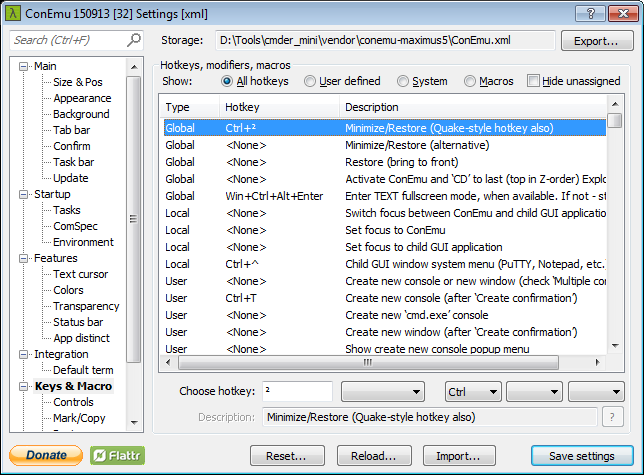 ConEmu 150913 [32] Settings [xml]
Search (Ctrl+F)
Storage: D:\Tools\cmder_mini\vendor\conemu-maximus5\ConEmu.xml Export...
Main
Size & Pos
Appearance
Background
Tab bar
Confirm
Task bar
Update
Startup
Tasks
ComSpec
Environment
Features
Text cursor
Colors
Transparency
Status bar
App distinct
Integration
Default term
Keys & Macro
Controls
Mark/Copy
Hotkeys, modifiers, macros
Show: All hotkeys User defined System Macros Hide unassigned
Type Hotkey Description
Global Ctrl+² Minimize/Restore (Quake-style hotkey also)
Global <None> Minimize/Restore (alternative)
Global <None> Restore (bring to front)
Global <None> Activate ConEmu and ‘CD’ to last (top in Z-order) Explo
Global Win+Ctrl+Alt+Enter Enter TEXT fullscreen mode, when available. If not - s
Local <None> Switch focus between ConEmu and child GUI applicatio
Local <None> Set focus to ConEmu
Local <None> Set focus to child GUI application
Local Ctrl+^ Child GUI window system menu (PuTTY, Notepad, etc.
User <None> Create new console or new window (check ‘Multiple co
User Ctrl+T Create new console (after ‘Create confirmation’)
User <None> Create new ‘cmd.exe’ console
User <None> Create new window (after ‘Create confirmation’)
User <None> Show create new console popup menu
Choose hotkey: ² Ctrl
Description: Minimize/Restore (Quake-style hotkey also) ?
Donate Flattr Reset... Reload... Import... Save settings